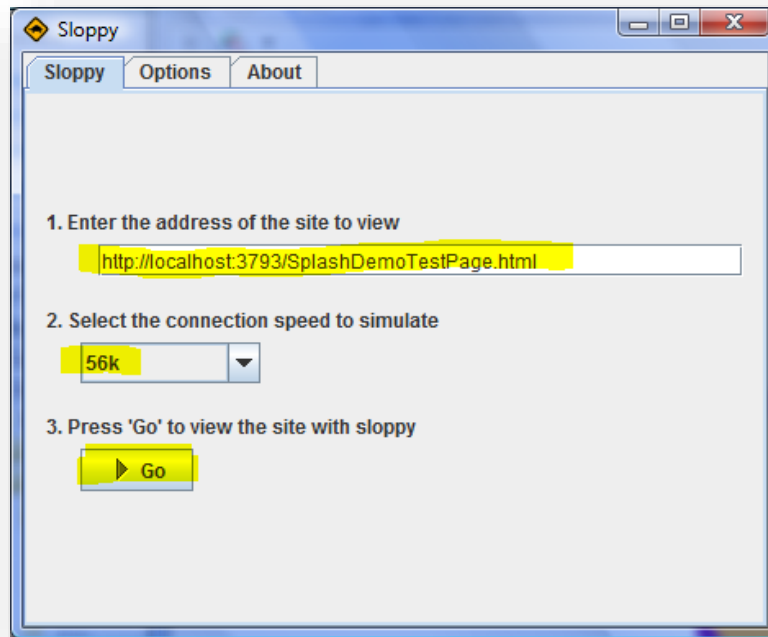 Sloppy
Sloppy Options About
1. Enter the address of the site to view
http://localhost:3793/SplashDemoTestPage.html
2. Select the connection speed to simulate
56k
3. Press 'Go' to view the site with sloppy
Go